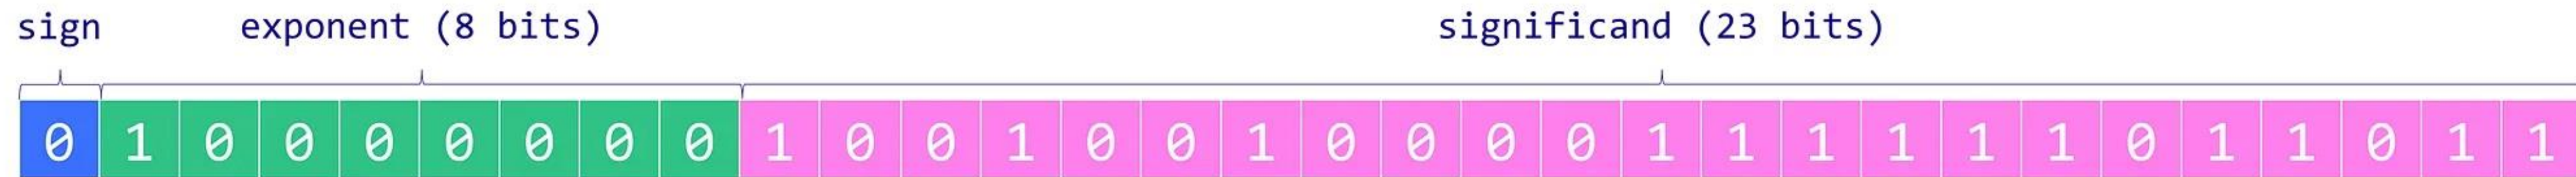 sign exponent (8 bits) significand (23 bits)
0 1 0 0 0 0 0 0 0 1 0 0 1 0 0 1 0 0 0 0 1 1 1 1 1 1 0 1 1 0 1 1